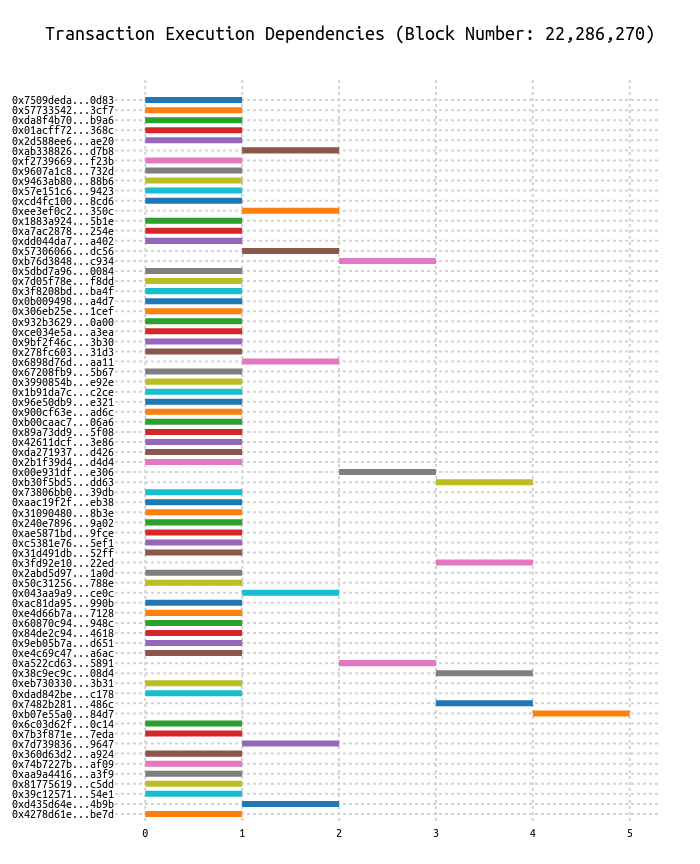 Transaction Execution Dependencies (Block Number: 22,286,270)
0x7509deda...0d83
0x57733542...3cf7
0xda8f4b70...b9a6
0x01acff72...368c
0x2d588ee6...ae20
0xab338826...d7b8
0xf2739669...f23b
0x9607a1c8...732d
0x9463ab80...88b6
0x57e151c6...9423
0xcd4fc100...8cd6
0xee3ef0c2...350c
0x1883a924...5b1e
0xa7ac2878...254e
0xdd044da7...a402
0x57306066...dc56
0xb76d3848...c934
0x5dbd7a96...0084
0x7d05f78e...f8dd
0x3f8208bd...ba4f
0x0b009498...a4d7
0x306eb25e...1cef
0x932b3629...0a00
0xce034e5a...a3ea
0x9bf2f46c...3b30
0x278fc603...31d3
0x6898d76d...aa11
0x67208fb9...5b67
0x3990854b...e92e
0x1b91da7c...c2ce
0x96e50db9...e321
0x900cf63e...ad6c
0xb00caac7...06a6
0x89a73dd9...5f08
0x42611dcf...3e86
0xda271937...d426
0x2b1f39d4...d4d4
0x00e931df...e306
0xb30f5bd5...dd63
0x73806bb0...39db
0xaac19f2f...eb38
0x31090480...8b3e
0x240e7896...9a02
0xae5871bd...9fce
0xc5381e76...5ef1
0x31d491db...52ff
0x3fd92e10...22ed
0x2abd5d97...1a0d
0x50c31256...788e
0x043aa9a9...ce0c
0xac81da95...990b
0xe4d66b7a...7128
0x60870c94...948c
0x84de2c94...4618
0x9eb05b7a...d651
0xe4c69c47...a6ac
0xa522cd63...5891
0x38c9ec9c...08d4
0xeb730330...3b31
0xdad842be...c178
0x7482b281...486c
0xb07e55a0...84d7
0x6c03d62f...0c14
0x7b3f871e...7eda
0x7d739836...9647
0x360d63d2...a924
0x74b7227b...af09
0xaa9a4416...a3f9
0x81775619...c5dd
0x39c12571...54e1
0xd435d64e...4b9b
0x4278d61e...be7d
0 1 2 3 4 5